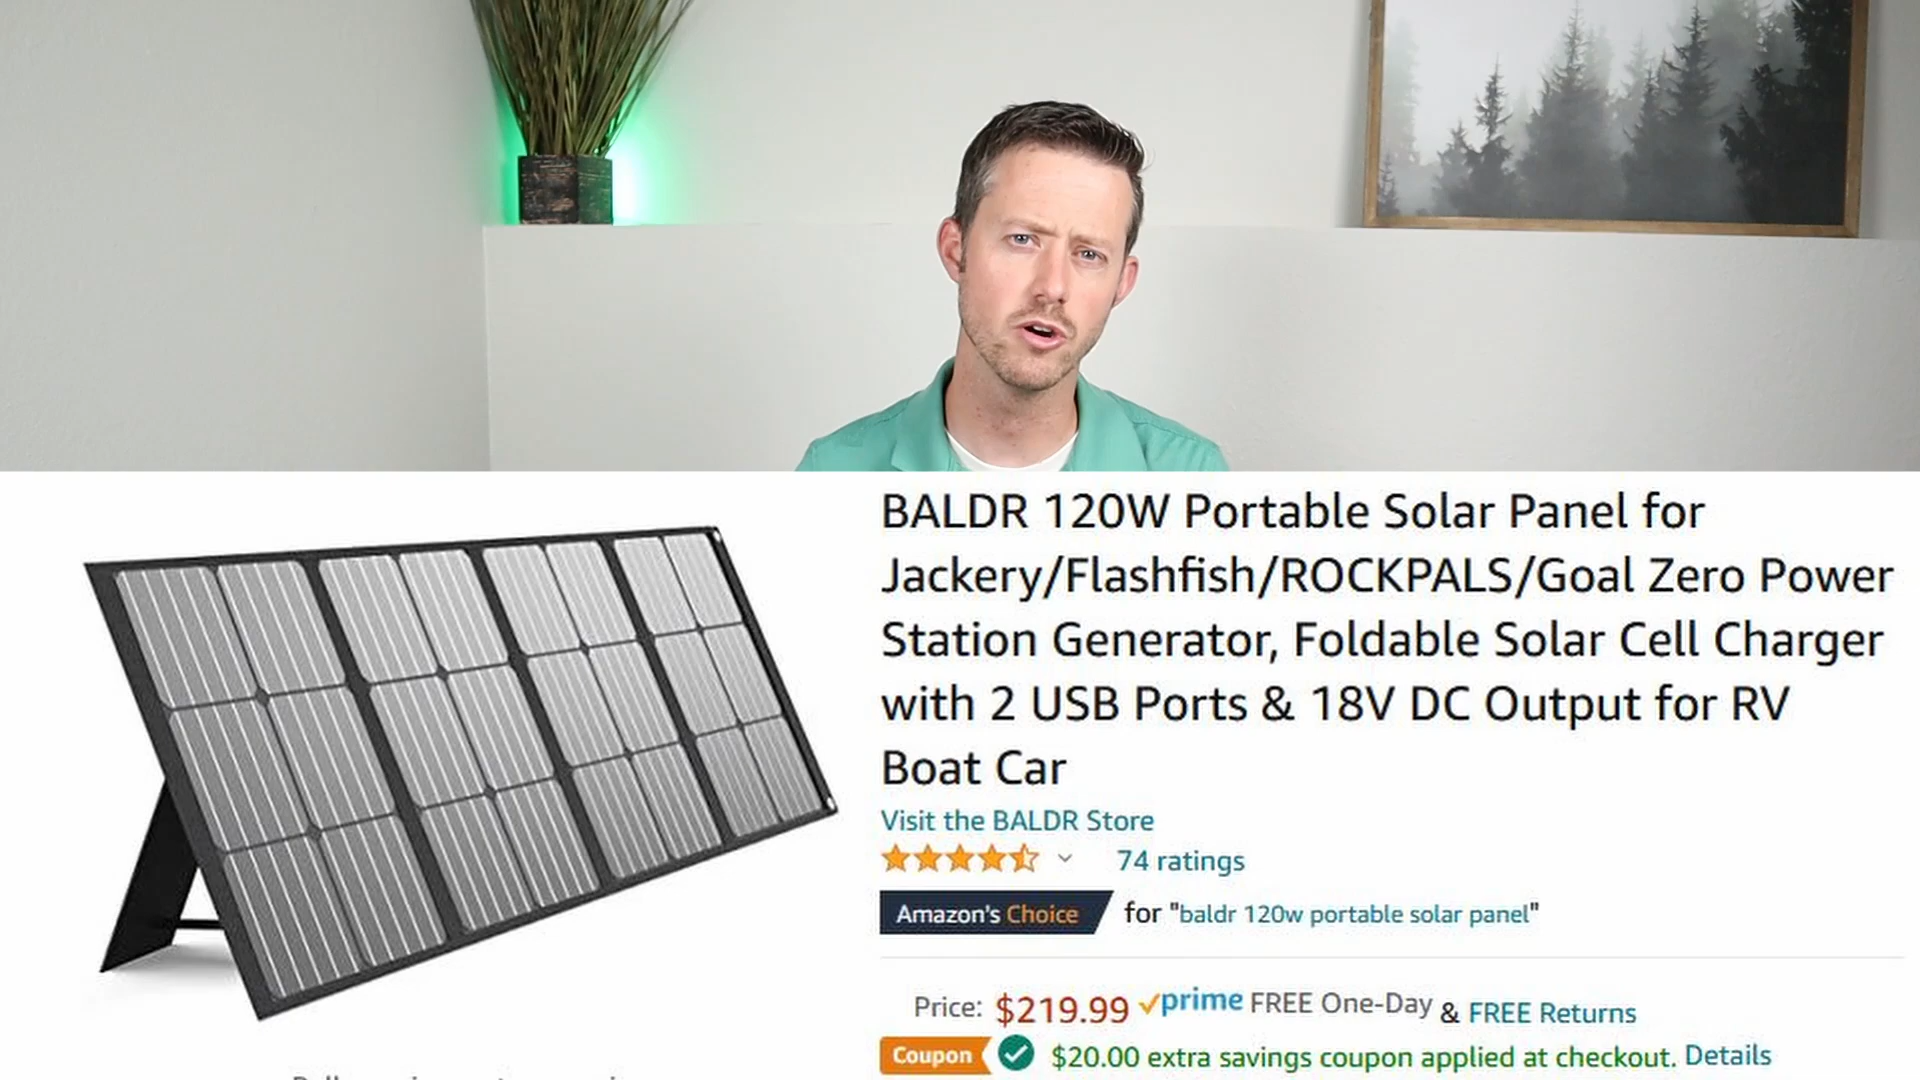 BALDR 120W Portable Solar Panel for
Jackery/Flashfish/ROCKPALS/Goal Zero Power
Station Generator, Foldable Solar Cell Charger
with 2 USB Ports & 18V DC Output for RV
Boat Car
Visit the BALDR Store
74 ratings
Amazon's Choice for "baldr 120w portable solar panel"
Price: $219.99 prime FREE One-Day & FREE Returns
Coupon $20.00 extra savings coupon applied at checkout. Details